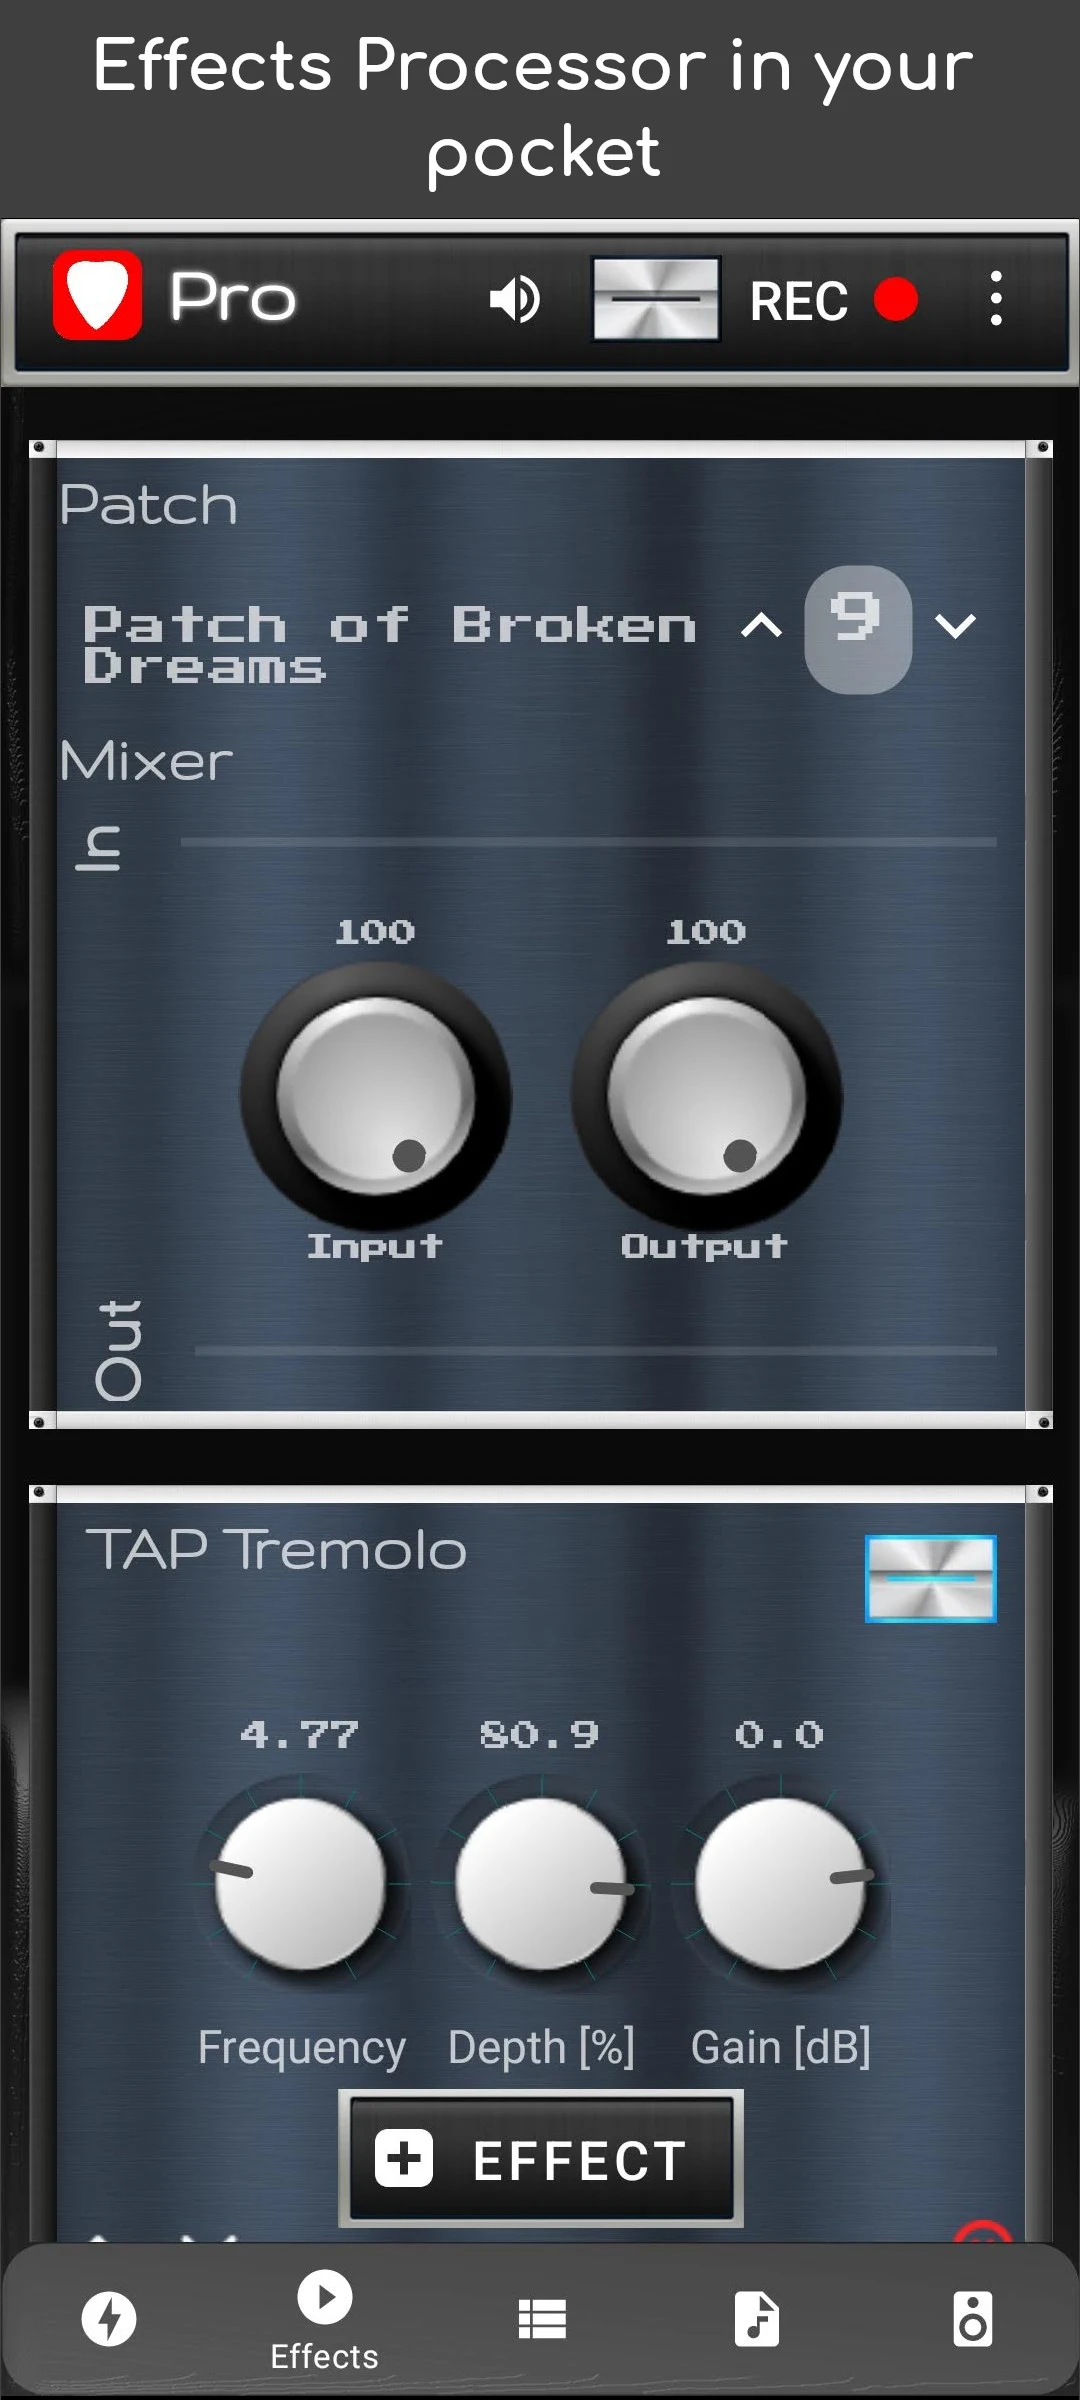 Effects Processor in your
pocket
Pro
REC
Patch
Patch of Broken
Dreams
9
Mixer
In
100 100
Input Output
Out
TAP Tremolo
4.77 80.9 0.0
Frequency Depth [%] Gain [dB]
EFFECT
Effects